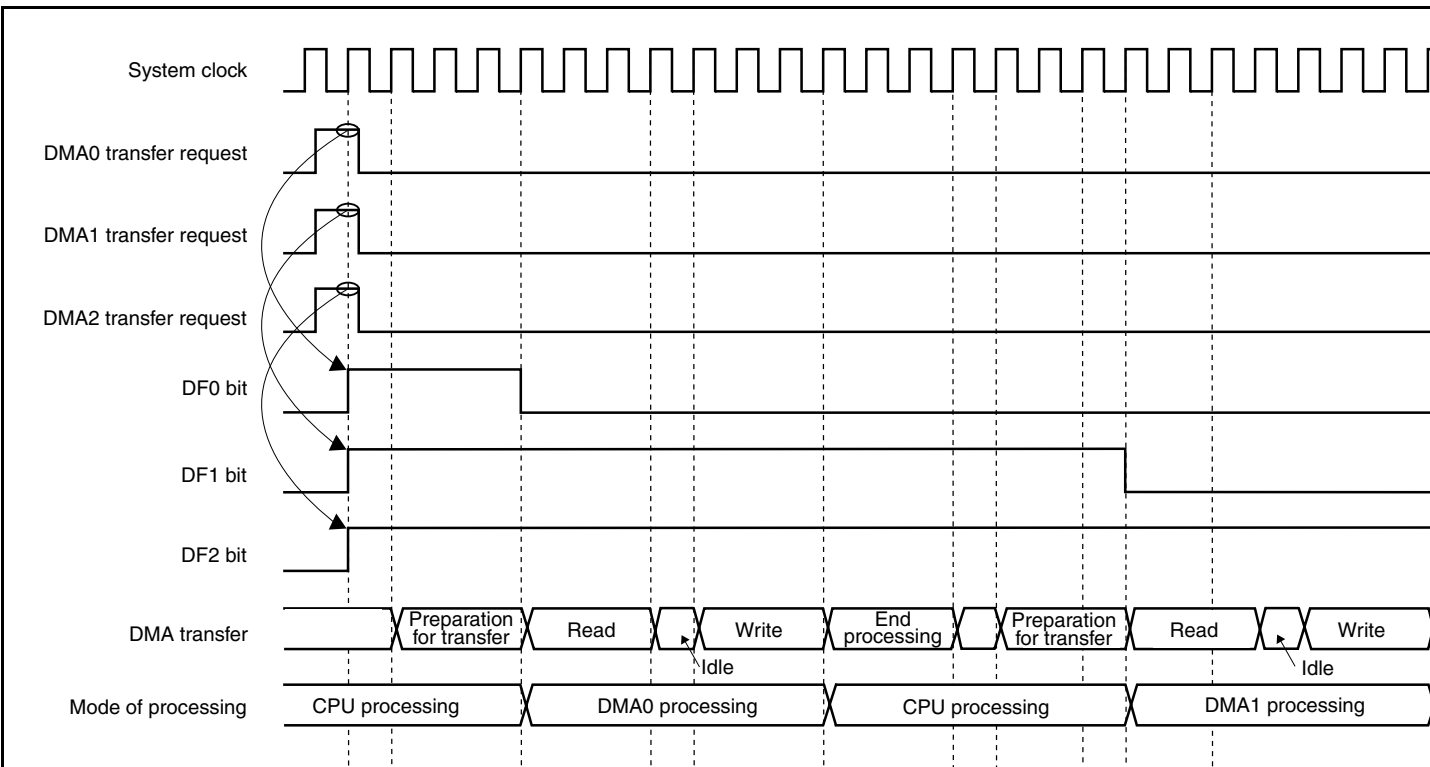 System clock
DMA0 transfer request
DMA1 transfer request
DMA2 transfer request
DF0 bit
DF1 bit
DF2 bit
DMA transfer
Preparation
for transfer
Read
Idle
Write
End
processing
Preparation
for transfer
Read
Idle
Write
Mode of processing
CPU processing
DMA0 processing
CPU processing
DMA1 processing